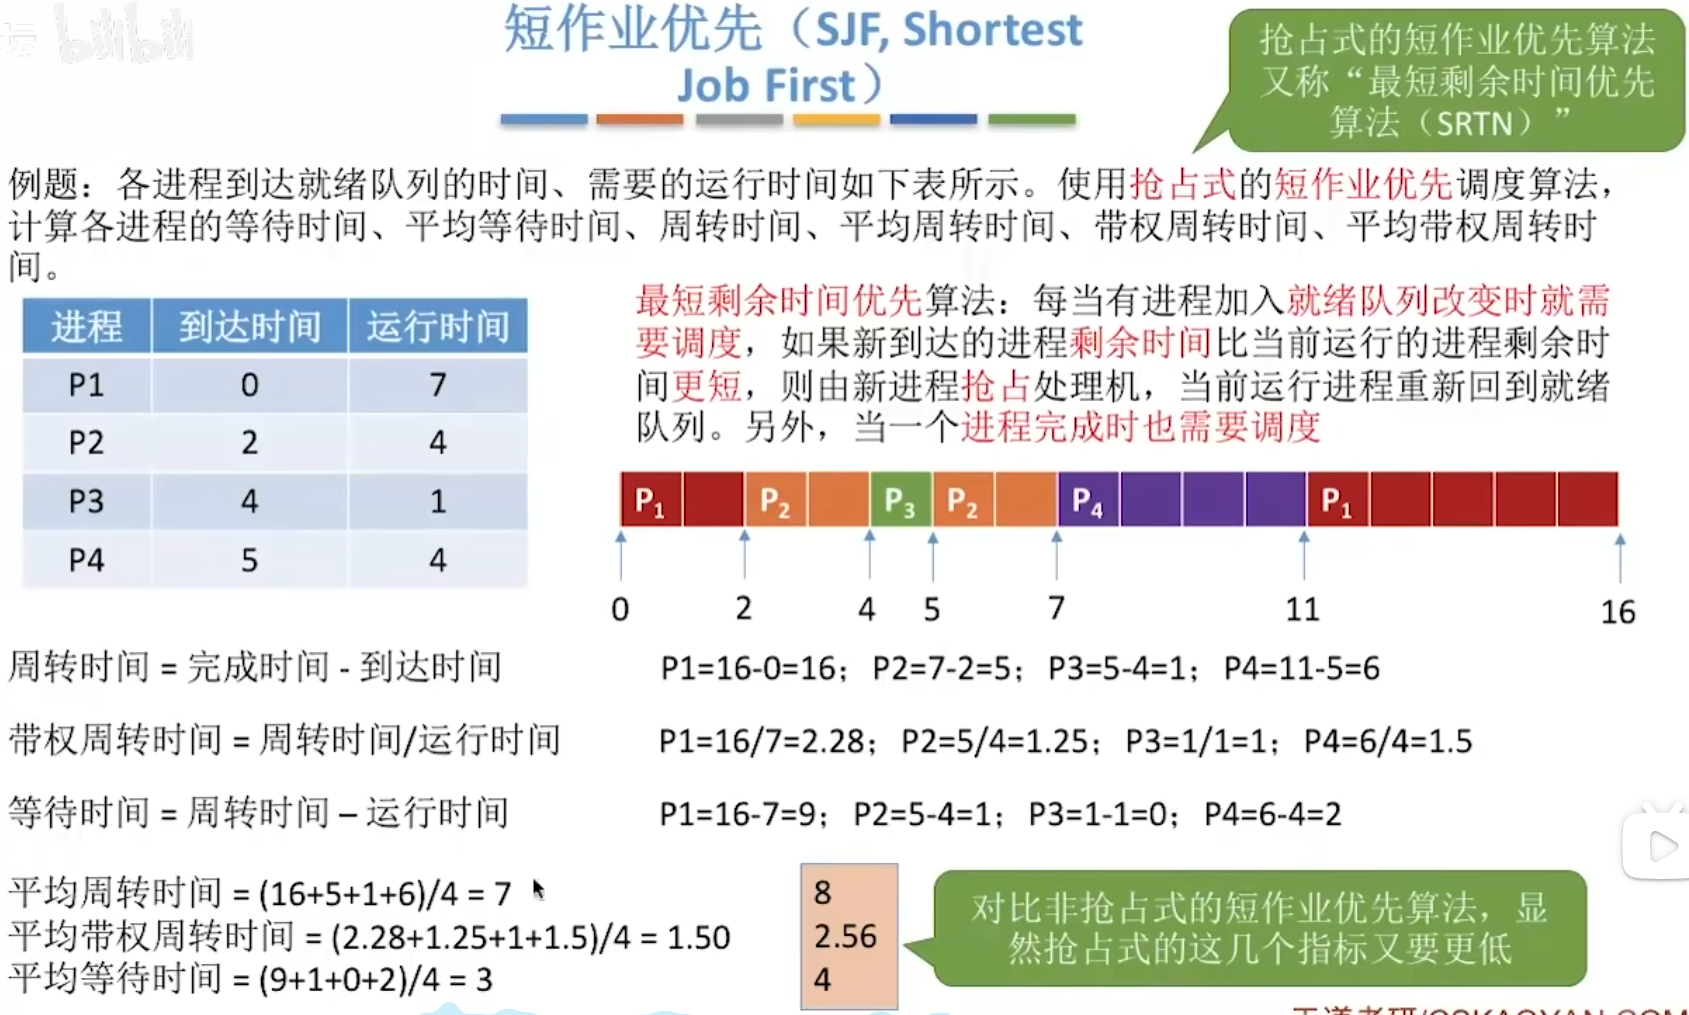 坛 bilibili
短作业优先（SJF, Shortest
Job First）
抢占式的短作业优先算法
又称“最短剩余时间优先
算法（SRTN）”
例题：各进程到达就绪队列的时间、需要的运行时间如下表所示。使用抢占式的短作业优先调度算法，
计算各进程的等待时间、平均等待时间、周转时间、平均周转时间、带权周转时间、平均带权周转时
间。
进程 到达时间 运行时间
P1 0 7
P2 2 4
P3 4 1
P4 5 4
最短剩余时间优先算法：每当有进程加入就绪队列改变时就需
要调度，如果新到达的进程剩余时间比当前运行的进程剩余时
间更短，则由新进程抢占处理机，当前运行进程重新回到就绪
队列。另外，当一个进程完成时也需要调度
P1 P2 P3 P2 P4 P1
0 2 4 5 7 11 16
周转时间 = 完成时间 - 到达时间 P1=16-0=16；P2=7-2=5；P3=5-4=1；P4=11-5=6
带权周转时间 = 周转时间/运行时间 P1=16/7=2.28；P2=5/4=1.25；P3=1/1=1；P4=6/4=1.5
等待时间 = 周转时间 – 运行时间 P1=16-7=9；P2=5-4=1；P3=1-1=0；P4=6-4=2
平均周转时间 = (16+5+1+6)/4 = 7
平均带权周转时间 = (2.28+1.25+1+1.5)/4 = 1.50
平均等待时间 = (9+1+0+2)/4 = 3
8
2.56
4
对比非抢占式的短作业优先算法，显
然抢占式的这几个指标又要更低